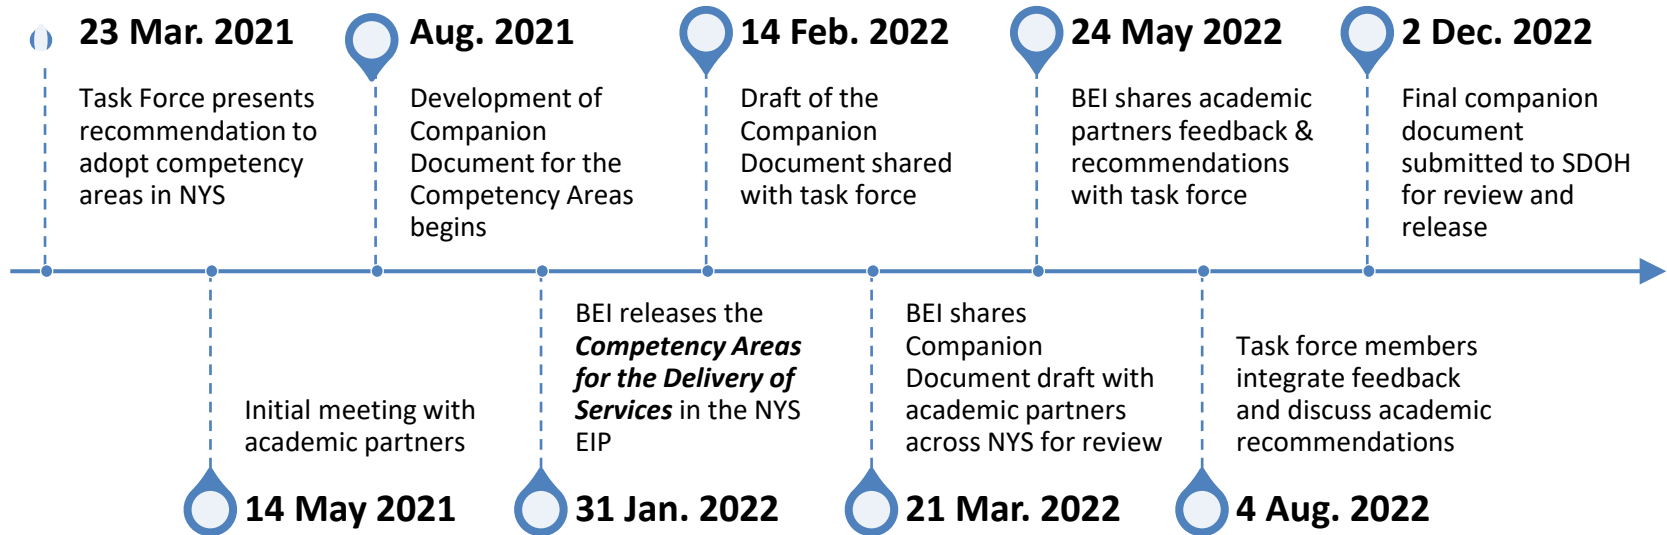 23 Mar. 2021
Task Force presents
recommendation to
adopt competency
areas in NYS
14 May 2021
Initial meeting with
academic partners
Aug. 2021
Development of
Companion
Document for the
Competency Areas
begins
31 Jan. 2022
BEI releases the
Competency Areas
for the Delivery of
Services in the NYS
EIP
14 Feb. 2022
Draft of the
Companion
Document shared
with task force
21 Mar. 2022
BEI shares
Companion
Document draft with
academic partners
across NYS for review
24 May 2022
BEI shares academic
partners feedback &
recommendations
with task force
4 Aug. 2022
Task force members
integrate feedback
and discuss academic
recommendations
2 Dec. 2022
Final companion
document
submitted to SDOH
for review and
release